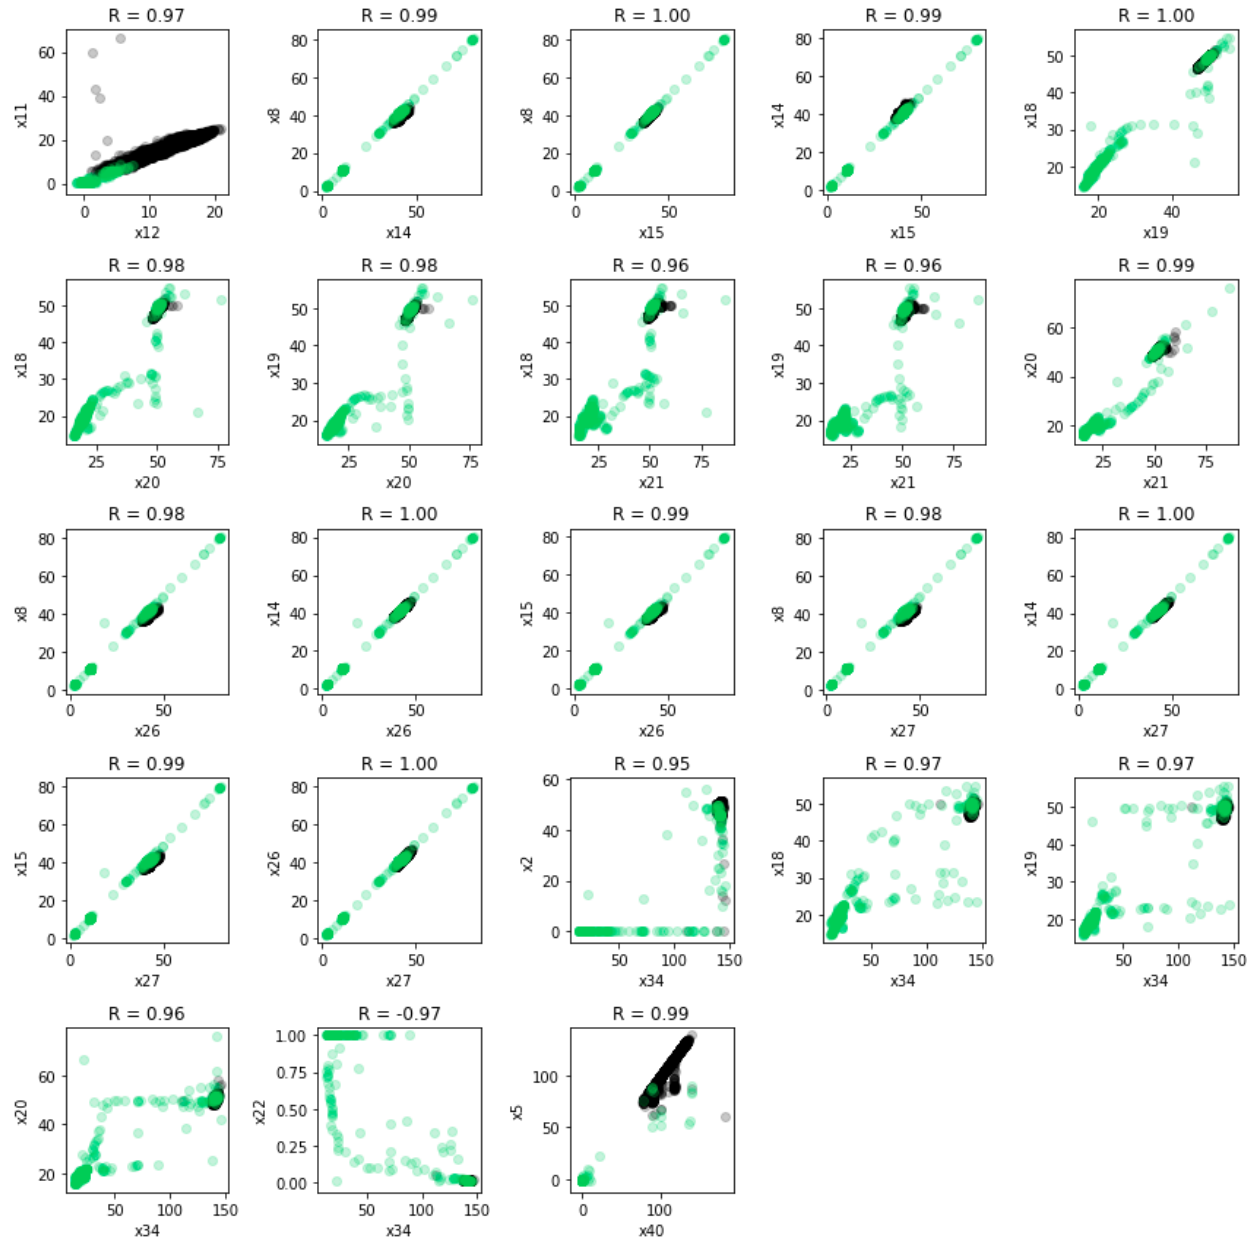 R = 0.97
x11
60
40
20
0
0
10
20
x12
R = 0.99
x8
80
60
40
20
0
0
50
x14
R = 1.00
x8
80
60
40
20
0
0
50
x15
R = 0.99
x14
80
60
40
20
0
0
50
x15
R = 1.00
x18
50
40
30
20
20
40
x19
R = 0.98
x18
50
40
30
20
25
50
75
x20
R = 0.98
x19
50
40
30
20
25
50
75
x20
R = 0.96
x18
50
40
30
20
25
50
75
x21
R = 0.96
x19
50
40
30
20
25
50
75
x21
R = 0.99
x20
60
40
20
25
50
75
x21
R = 0.98
x8
80
60
40
20
0
0
50
x26
R = 1.00
x14
80
60
40
20
0
0
50
x26
R = 0.99
x15
80
60
40
20
0
0
50
x26
R = 0.98
x8
80
60
40
20
0
0
50
x27
R = 1.00
x14
80
60
40
20
0
0
50
x27
R = 0.99
x15
80
60
40
20
0
0
50
x27
R = 1.00
x26
80
60
40
20
0
0
50
x27
R = 0.95
x2
60
40
20
0
50
100
150
x34
R = 0.97
x18
50
40
30
20
50
100
150
x34
R = 0.97
x19
50
40
30
20
50
100
150
x34
R = 0.96
x20
60
40
20
50
100
150
x34
R = -0.97
x22
1.00
0.75
0.50
0.25
0.00
50
100
150
x34
R = 0.99
x5
100
50
0
0
100
x40